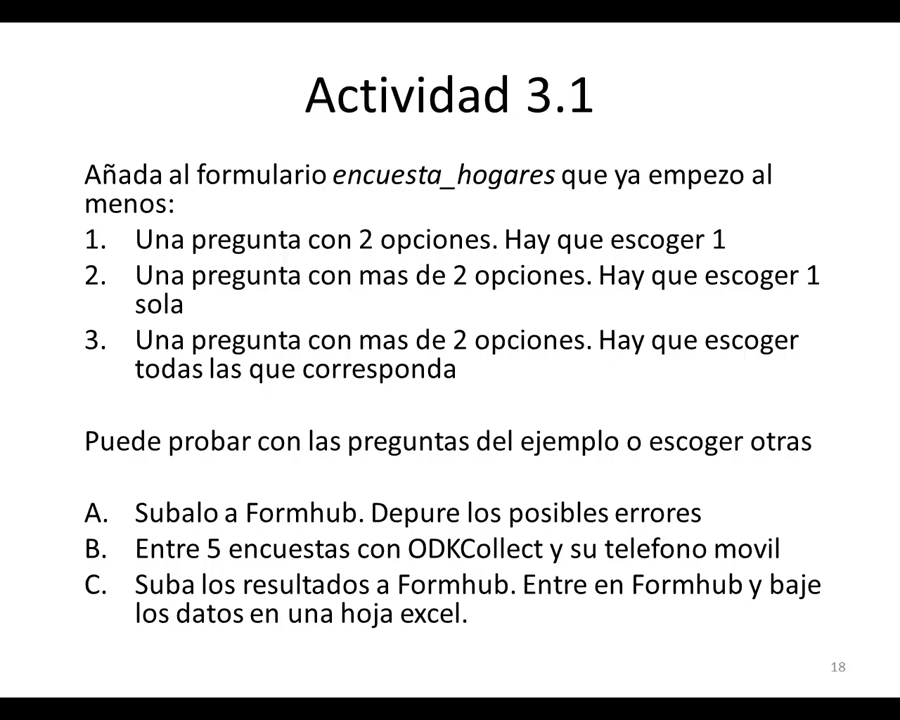 Actividad 3.1
Añada al formulario encuesta_hogares que ya empezo al
menos:
1. Una pregunta con 2 opciones. Hay que escoger 1
2. Una pregunta con mas de 2 opciones. Hay que escoger 1
sola
3. Una pregunta con mas de 2 opciones. Hay que escoger
todas las que corresponda
Puede probar con las preguntas del ejemplo o escoger otras
A. Subalo a Formhub. Depure los posibles errores
B. Entre 5 encuestas con ODKCollect y su telefono movil
C. Suba los resultados a Formhub. Entre en Formhub y baje
los datos en una hoja excel.
18